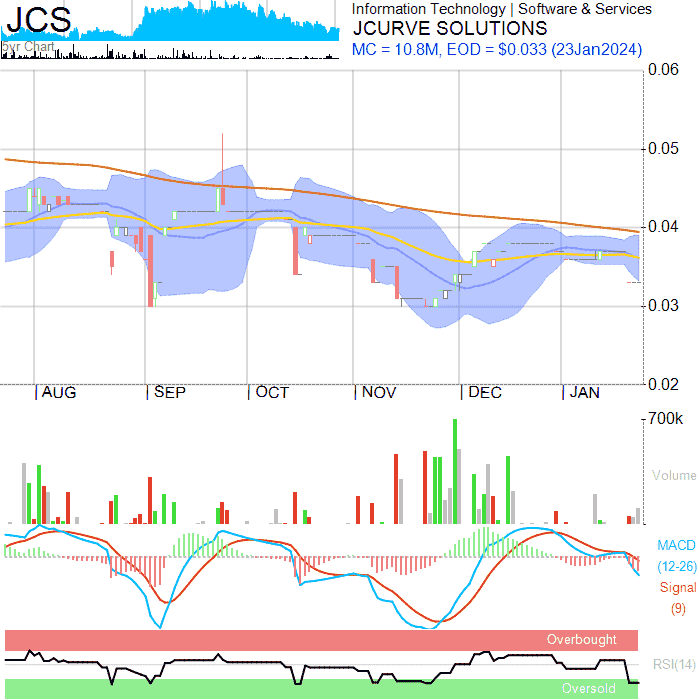 JCS
5yr Chart
Information Technology | Software & Services
JCURVE SOLUTIONS
MC = 10.8M, EOD = $0.033 (23Jan2024)
0.06
0.05
0.04
0.03
0.02
AUG SEP OCT NOV DEC JAN
700k
Volume
MACD
(12-26)
Signal
(9)
Overbought
RSI(14)
Oversold